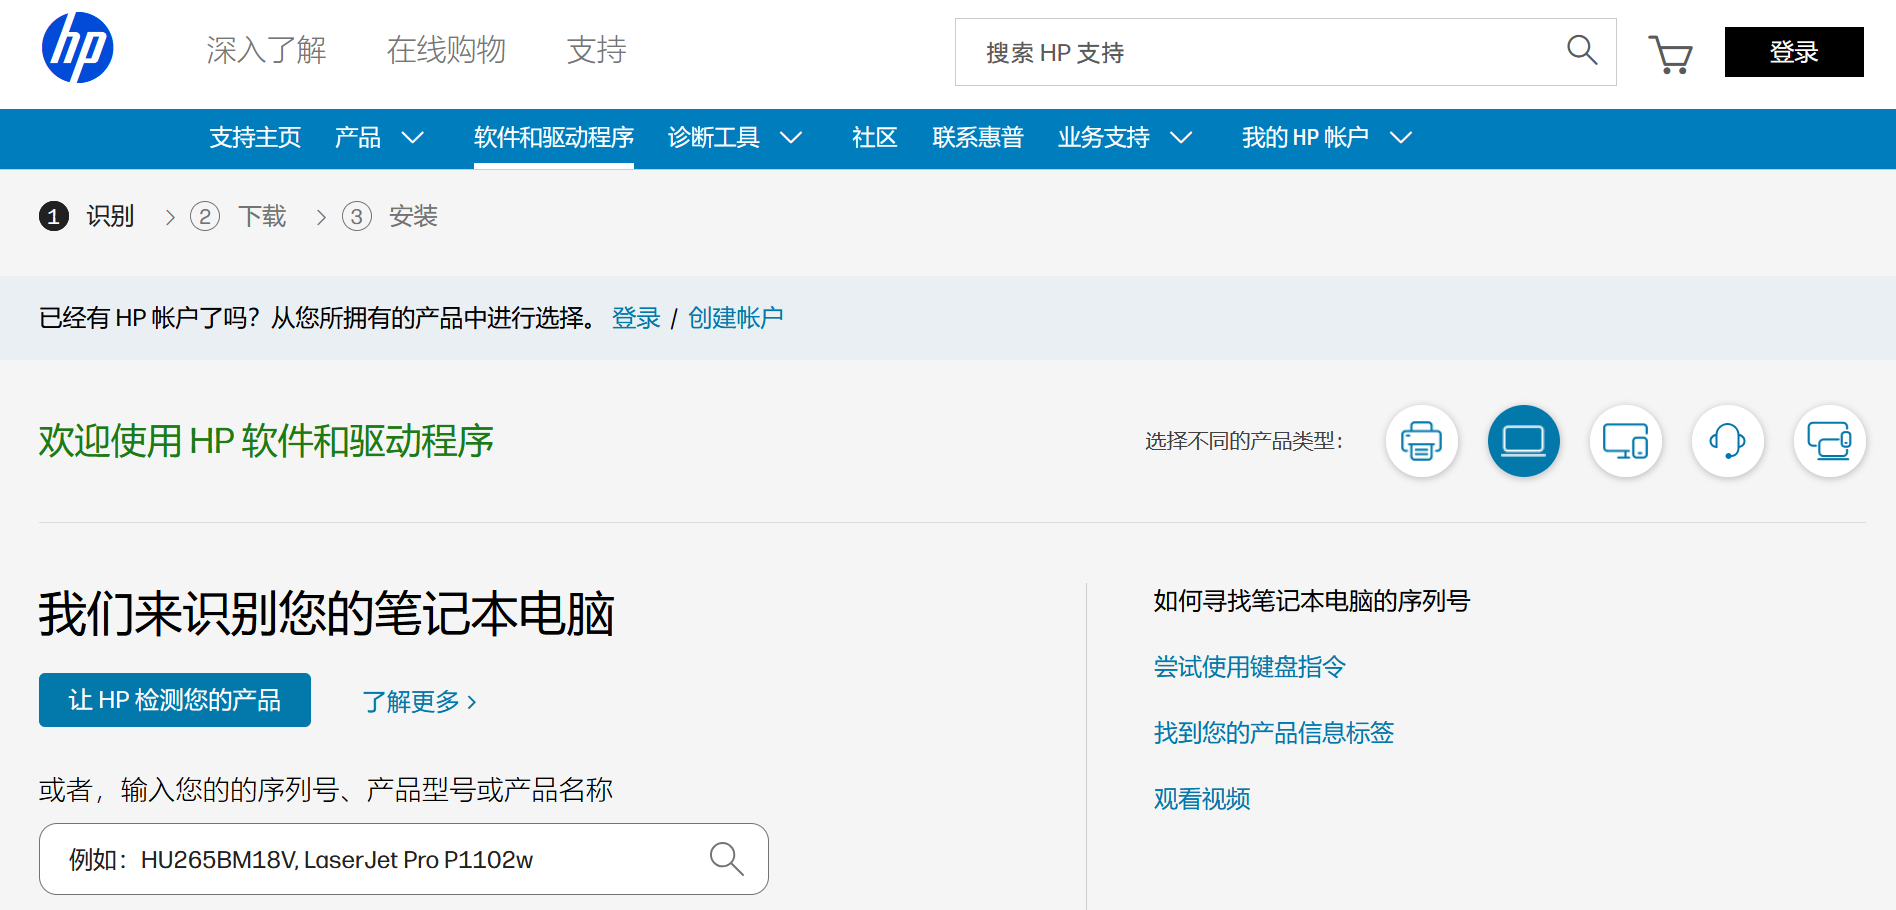 hp
深入了解 在线购物 支持
搜索 HP 支持
登录
支持主页 产品 软件和驱动程序 诊断工具 社区 联系惠普 业务支持 我的 HP 帐户
1 识别 2 下载 3 安装
已经有 HP 帐户了吗？从您所拥有的产品中进行选择。 登录 / 创建帐户
欢迎使用 HP 软件和驱动程序
选择不同的产品类型：
我们来识别您的笔记本电脑
让 HP 检测您的产品 了解更多
或者，输入您的的序列号、产品型号或产品名称
例如：HU265BM18V, LaserJet Pro P1102w
如何寻找笔记本电脑的序列号
尝试使用键盘指令
找到您的产品信息标签
观看视频